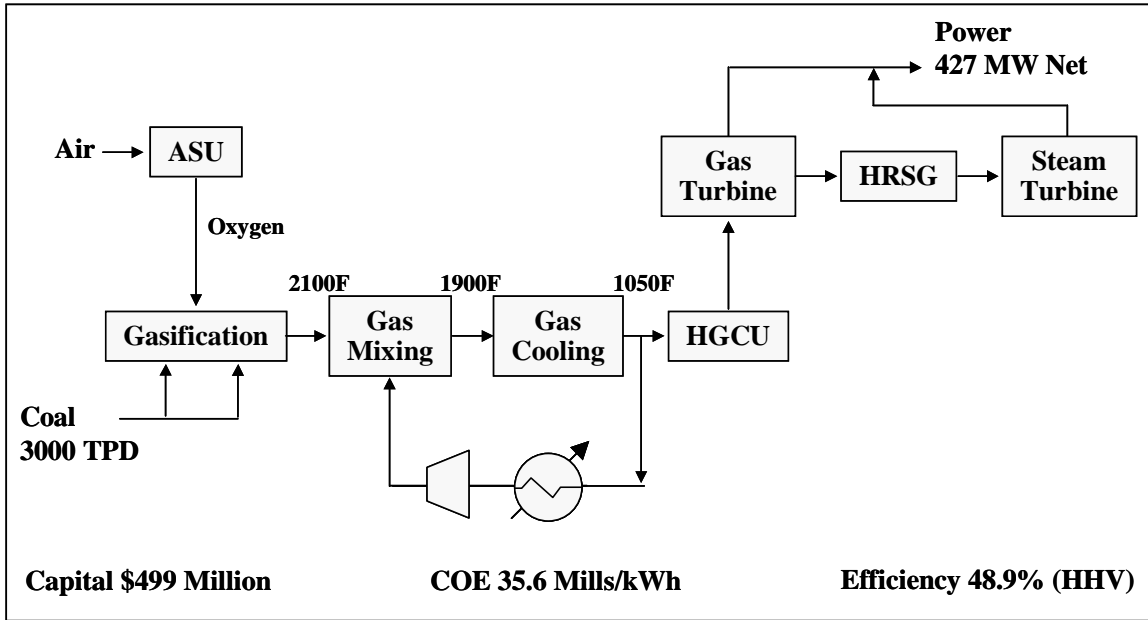 Power
427 MW Net
Air
ASU
Gas
Turbine
HRSG
Steam
Turbine
Oxygen
2100F
1900F
1050F
Gasification
Gas
Mixing
Gas
Cooling
HGCU
Coal
3000 TPD
Capital $499 Million
COE 35.6 Mills/kWh
Efficiency 48.9% (HHV)